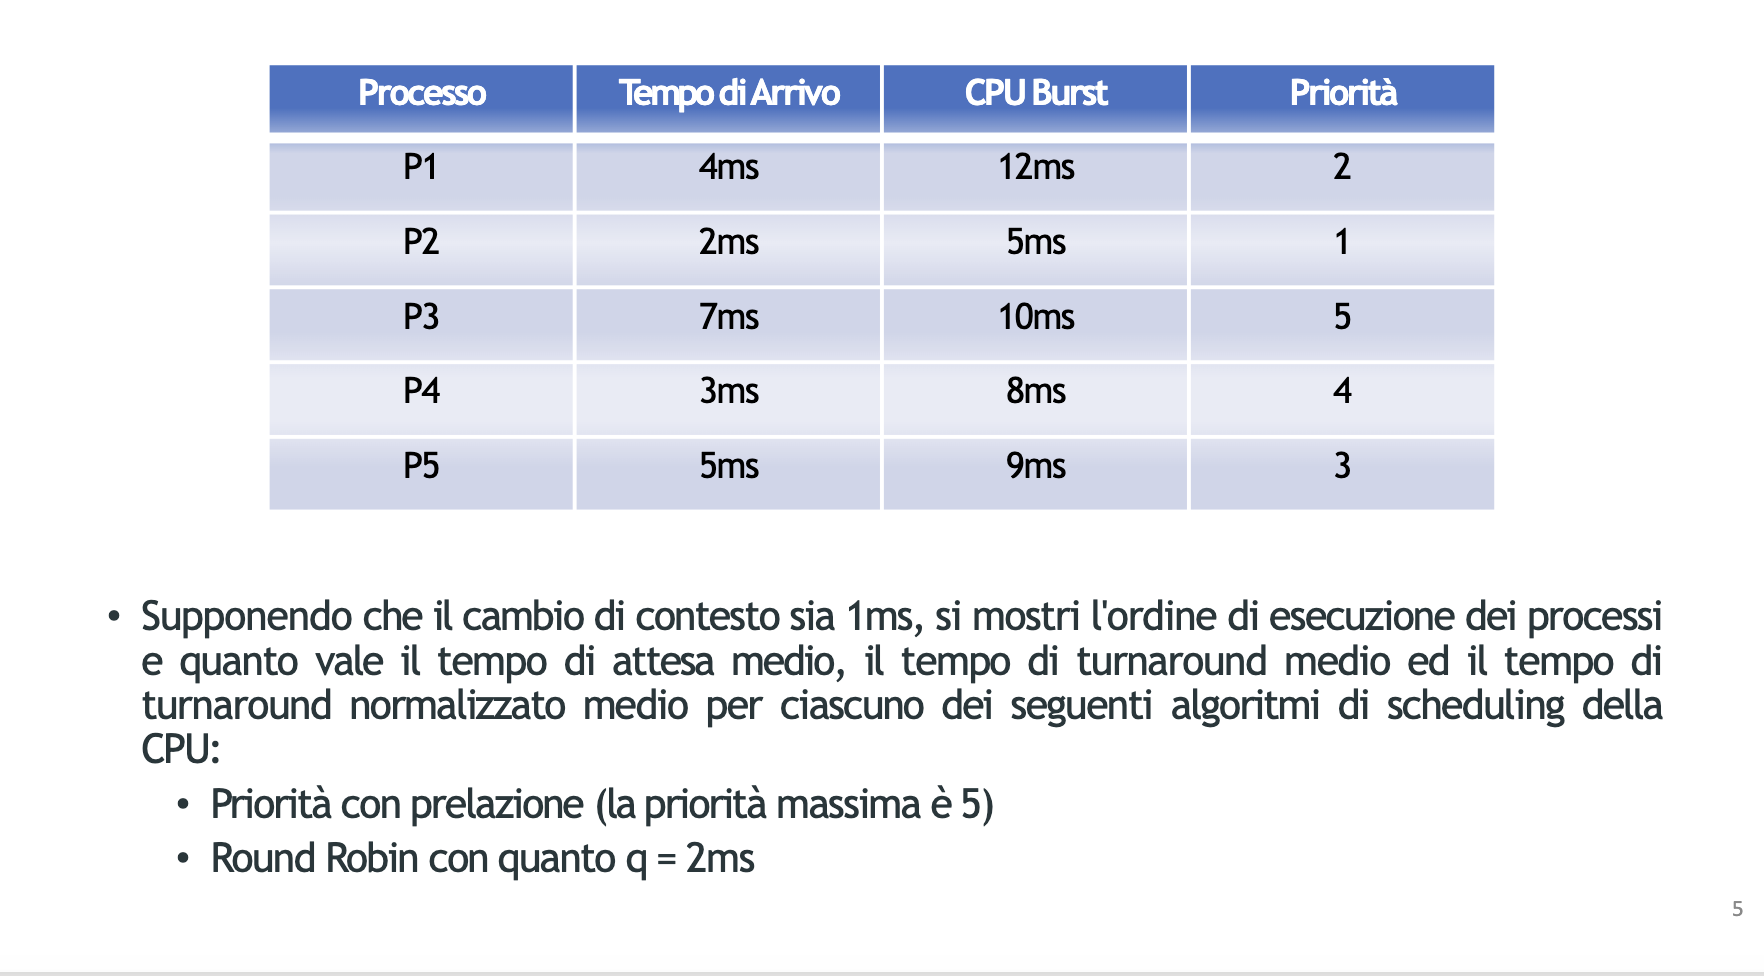 Processo Tempo di Arrivo CPU Burst Priorità
P1 4ms 12ms 2
P2 2ms 5ms 1
P3 7ms 10ms 5
P4 3ms 8ms 4
P5 5ms 9ms 3
• Supponendo che il cambio di contesto sia 1ms, si mostri l'ordine di esecuzione dei processi
e quanto vale il tempo di attesa medio, il tempo di turnaround medio ed il tempo di
turnaround normalizzato medio per ciascuno dei seguenti algoritmi di scheduling della
CPU:
• Priorità con prelazione (la priorità massima è 5)
• Round Robin con quanto q = 2ms
5